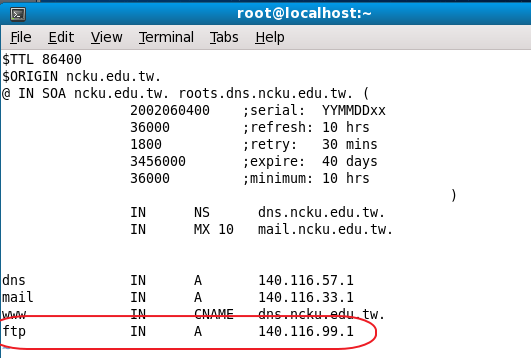 root@localhost:~
File Edit View Terminal Tabs Help
$TTL 86400
$ORIGIN ncku.edu.tw.
@ IN SOA ncku.edu.tw. roots.dns.ncku.edu.tw. (
2002060400 ;serial: YYMMDDxx
36000 ;refresh: 10 hrs
1800 ;retry: 30 mins
3456000 ;expire: 40 days
36000 ;minimum: 10 hrs
)
IN NS dns.ncku.edu.tw.
IN MX 10 mail.ncku.edu.tw.
dns IN A 140.116.57.1
mail IN A 140.116.33.1
www IN CNAME dns.ncku.edu.tw.
ftp IN A 140.116.99.1